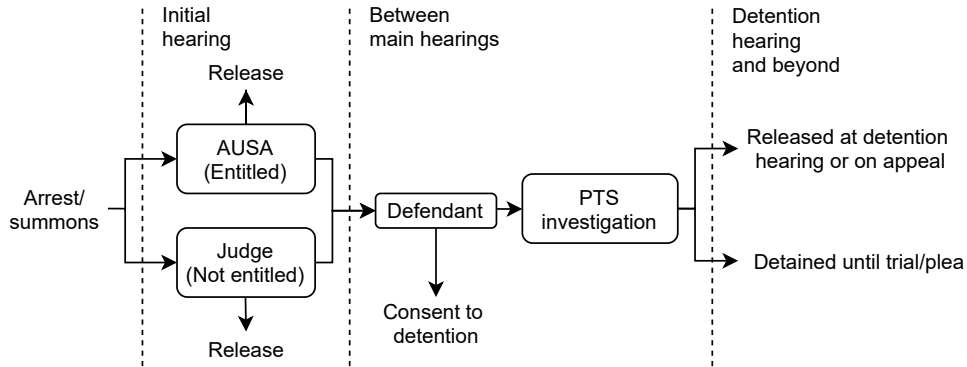 Initial
hearing
Between
main hearings
Detention
hearing
and beyond
Release
AUSA
(Entitled)
Arrest/
summons
Judge
(Not entitled)
Release
Defendant
Consent to
detention
PTS
investigation
Released at detention
hearing or on appeal
Detained until trial/plea